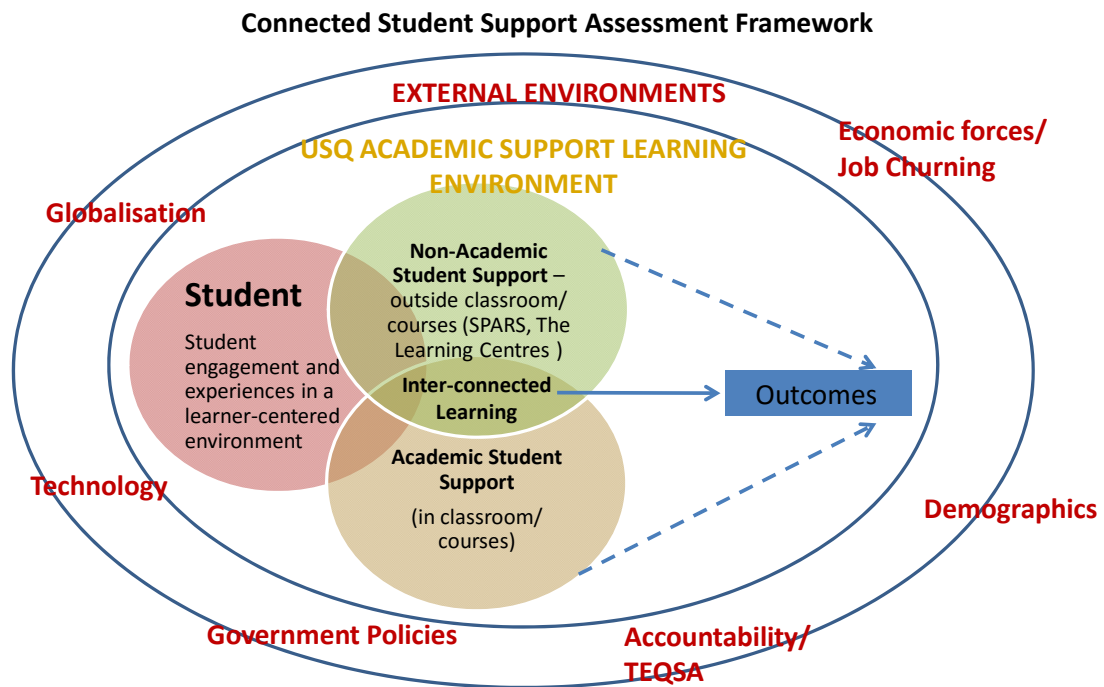 Connected Student Support Assessment Framework
EXTERNAL ENVIRONMENTS
Economic forces/
Job Churning
USQ ACADEMIC SUPPORT LEARNING
ENVIRONMENT
Globalisation
Non-Academic
Student Support –
outside classroom/
courses (SPARS, The
Learning Centres )
Student
Student
engagement and
experiences in a
learner-centered
environment
Inter-connected
Learning
Outcomes
Academic Student
Support
(in classroom/
courses)
Technology
Demographics
Government Policies
Accountability/
TEQSA